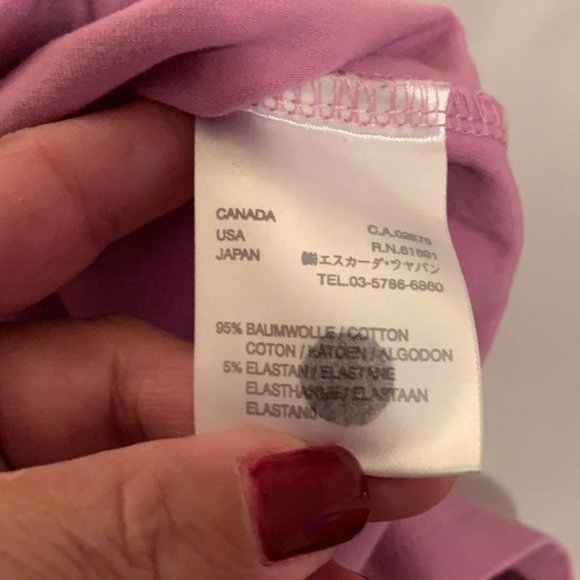 CANADA C.A.02875
USA R.N.61891
JAPAN ㈱エスカーダ・ジャパン
TEL.03-5786-6860
95% BAUMWOLLE / COTTON
COTON / KATOEN / ALGODON
5% ELASTAN / ELASTANE
ELASTHANNE / ELASTAAN
ELASTANO